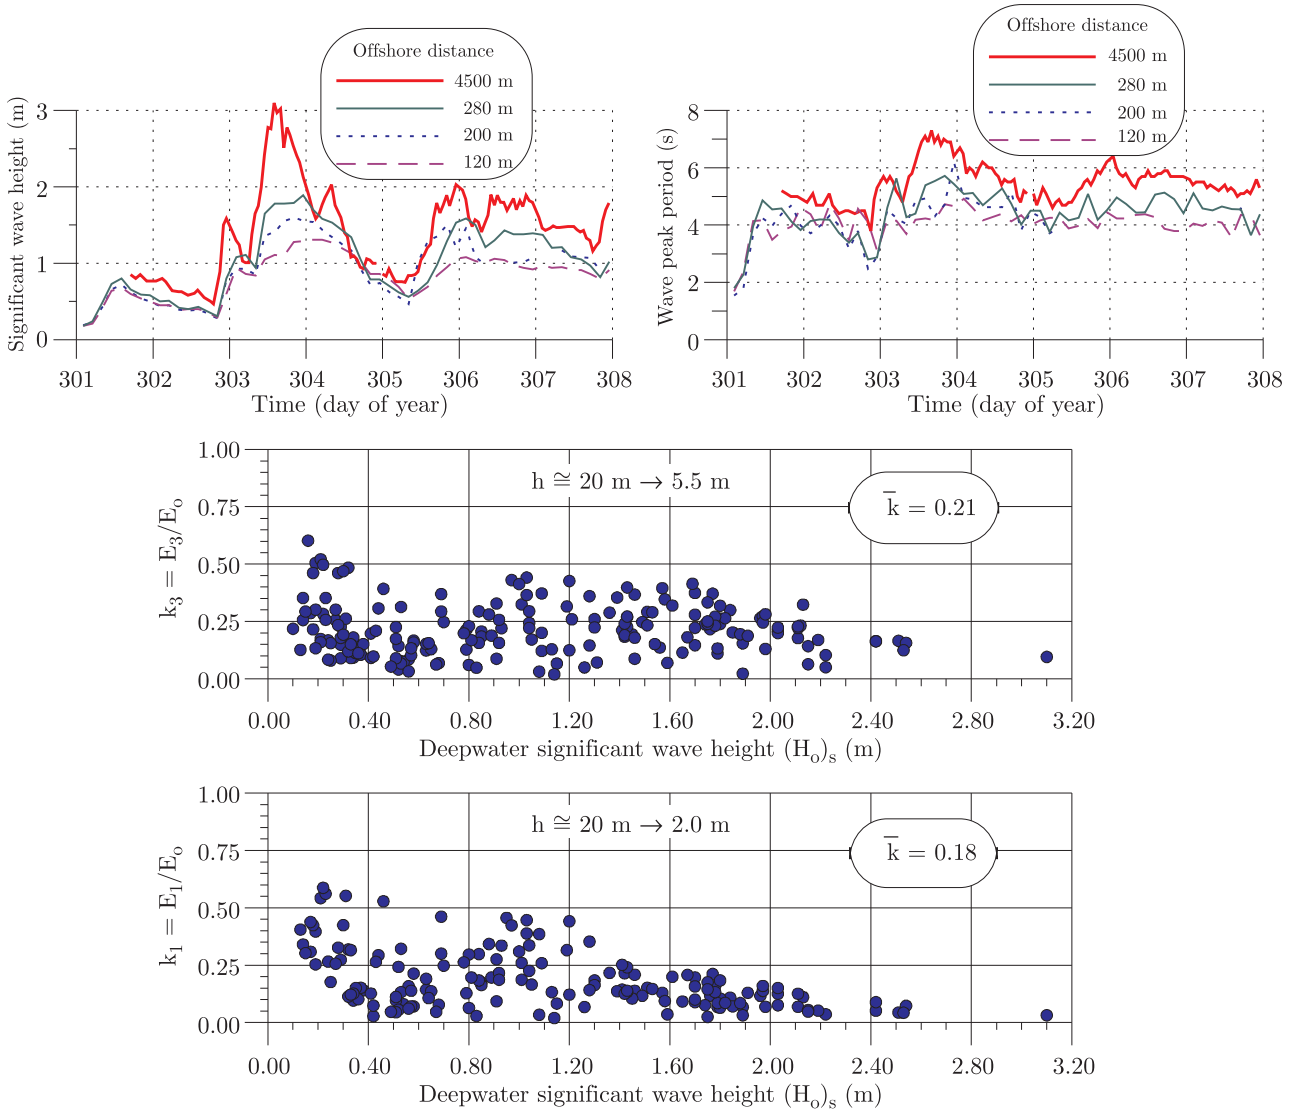 Offshore distance
4500 m
280 m
200 m
120 m
Significant wave height (m)
3
2
1
0
301 302 303 304 305 306 307 308
Time (day of year)
Offshore distance
4500 m
280 m
200 m
120 m
Wave peak period (s)
8
6
4
2
0
301 302 303 304 305 306 307 308
Time (day of year)
k₃ = E₃/Eₒ
1.00
0.75
0.50
0.25
0.00
h ≅ 20 m → 5.5 m
k̅ = 0.21
0.00 0.40 0.80 1.20 1.60 2.00 2.40 2.80 3.20
Deepwater significant wave height (Hₒ)ₛ (m)
k₁ = E₁/Eₒ
1.00
0.75
0.50
0.25
0.00
h ≅ 20 m → 2.0 m
k̅ = 0.18
0.00 0.40 0.80 1.20 1.60 2.00 2.40 2.80 3.20
Deepwater significant wave height (Hₒ)ₛ (m)